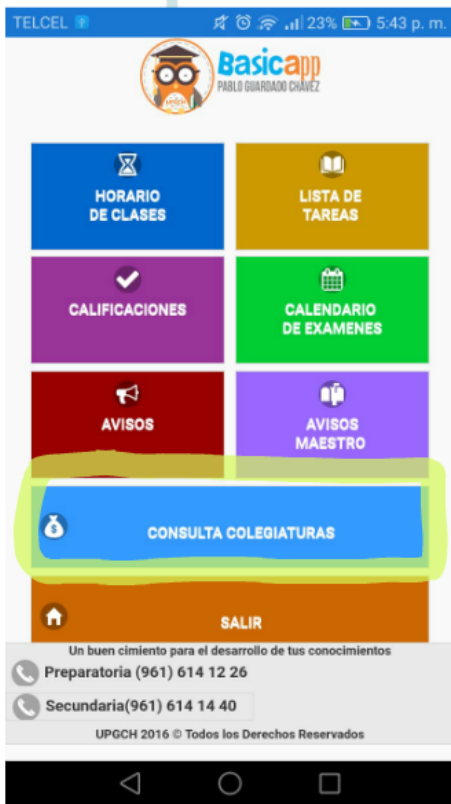 TELCEL 23% 5:43 p. m.
Basicapp
PABLO GUARDADO CHÁVEZ
HORARIO
DE CLASES
LISTA DE
TAREAS
CALIFICACIONES
CALENDARIO
DE EXAMENES
AVISOS
AVISOS
MAESTRO
$
CONSULTA COLEGIATURAS
SALIR
Un buen cimiento para el desarrollo de tus conocimientos
Preparatoria (961) 614 12 26
Secundaria(961) 614 14 40
UPGCH 2016 © Todos los Derechos Reservados